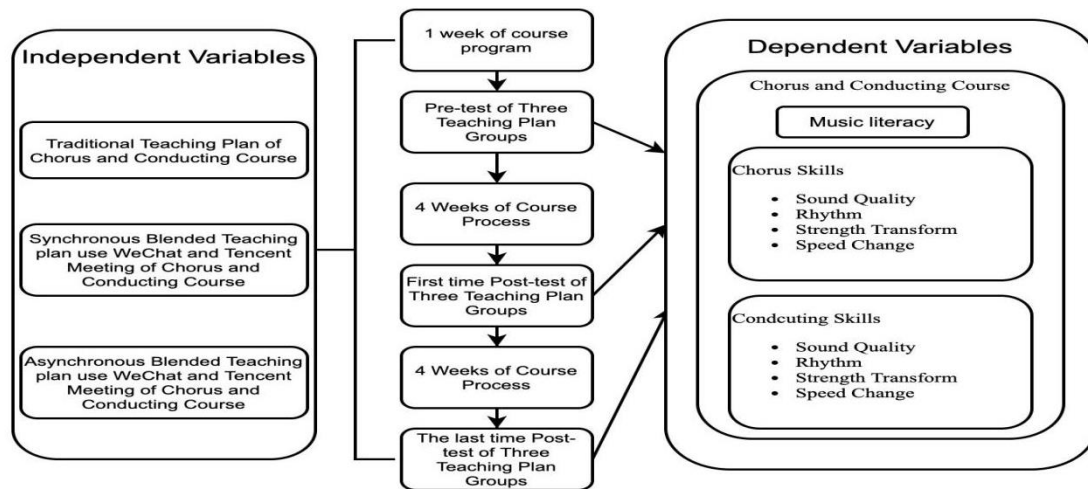 Independent Variables
Traditional Teaching Plan of
Chorus and Conducting Course
Synchronous Blended Teaching
plan use WeChat and Tencent
Meeting of Chorus and
Conducting Course
Asynchronous Blended Teaching
plan use WeChat and Tencent
Meeting of Chorus and
Conducting Course
1 week of course
program
Pre-test of Three
Teaching Plan
Groups
4 Weeks of Course
Process
First time Post-test of
Three Teaching Plan
Groups
4 Weeks of Course
Process
The last time Post-
test of Three
Teaching Plan
Groups
Dependent Variables
Chorus and Conducting Course
Music literacy
Chorus Skills
• Sound Quality
• Rhythm
• Strength Transform
• Speed Change
Condcuting Skills
• Sound Quality
• Rhythm
• Strength Transform
• Speed Change